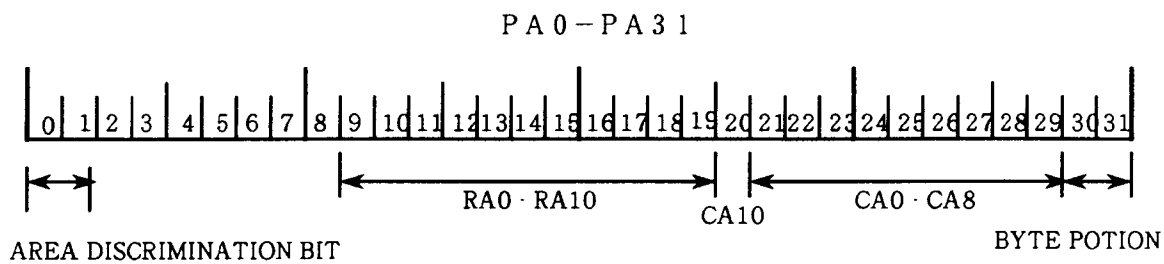 PA0-PA31
0 1 2 3 4 5 6 7 8 9 10 11 12 13 14 15 16 17 18 19 20 21 22 23 24 25 26 27 28 29 30 31
RA0 · RA10
CA10
CA0 · CA8
AREA DISCRIMINATION BIT
BYTE POTION